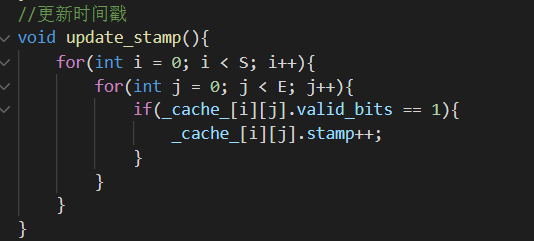 //更新时间戳
void update_stamp(){
    for(int i = 0; i < S; i++){
        for(int j = 0; j < E; j++){
            if(_cache_[i][j].valid_bits == 1){
                _cache_[i][j].stamp++;
            }
        }
    }
}